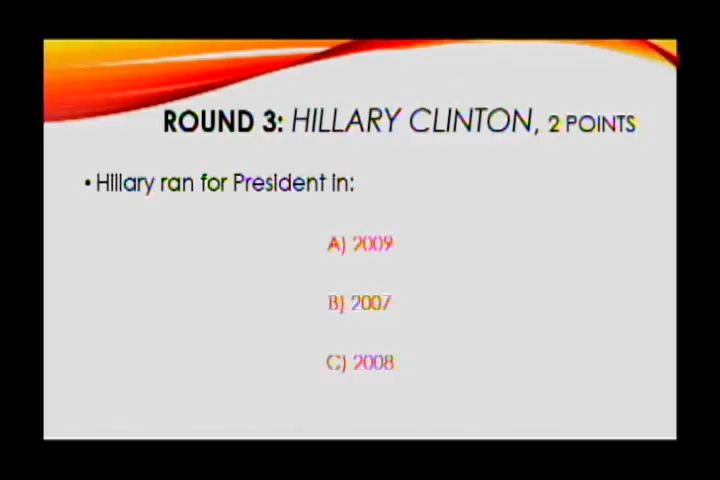 ROUND 3: HILLARY CLINTON, 2 POINTS
• Hillary ran for President in:
A) 2009
B) 2007
C) 2008